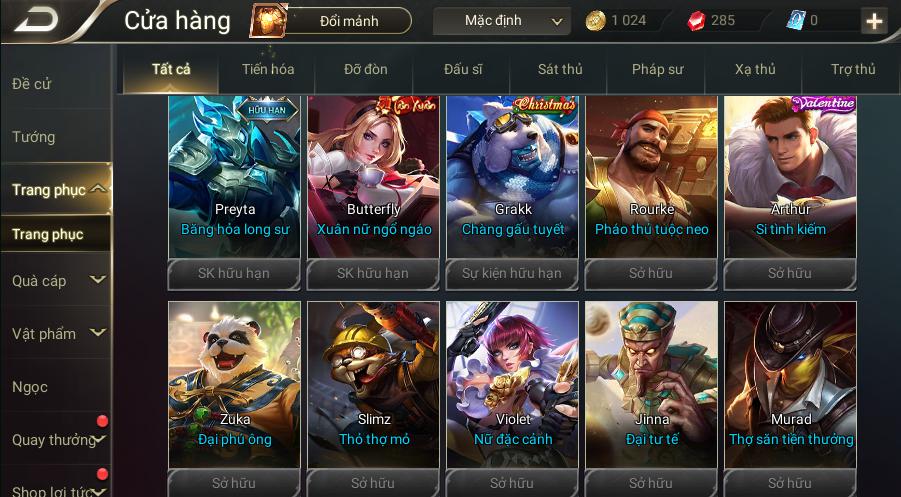 Cửa hàng
Đổi mảnh
Mặc định
1 024
285
0
Đề cử
Tướng
Trang phục
Trang phục
Quà cáp
Vật phẩm
Ngọc
Quay thưởng
Shop lợi tức
Tất cả
Tiến hóa
Đỡ đòn
Đấu sĩ
Sát thủ
Pháp sư
Xạ thủ
Trợ thủ
HỮU HẠN
Preyta
Băng hỏa long sư
SK hữu hạn
Tân Xuân
Butterfly
Xuân nữ ngổ ngáo
SK hữu hạn
Christmas
Grakk
Chàng gấu tuyết
Sự kiện hữu hạn
Rourke
Pháo thủ tuộc neo
Sở hữu
Valentine
Arthur
Si tình kiếm
Sở hữu
Zuka
Đại phú ông
Sở hữu
Slimz
Thỏ thợ mỏ
Sở hữu
Violet
Nữ đặc cảnh
Sở hữu
Jinna
Đại tư tế
Sở hữu
Murad
Thợ săn tiền thưởng
Sở hữu